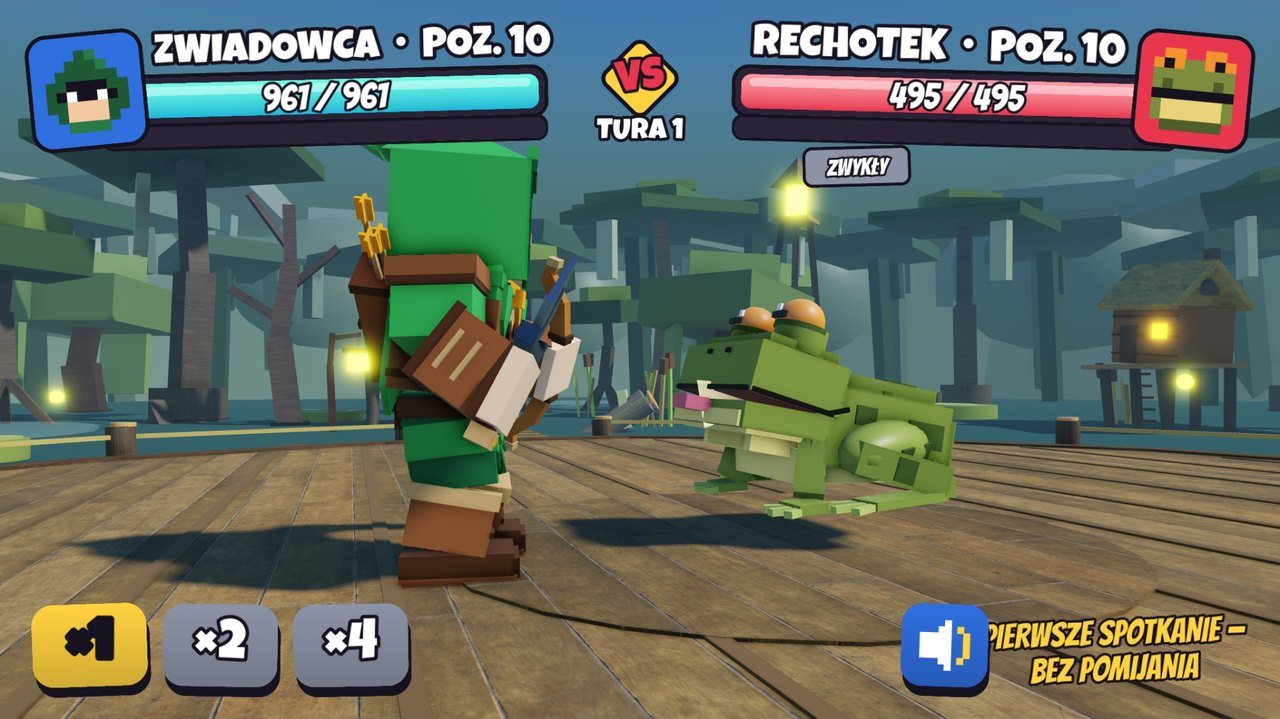 ZWIADOWCA • POZ. 10
961 / 961
VS
TURA 1
RECHOTEK • POZ. 10
495 / 495
ZWYKŁY
×1
×2
×4
PIERWSZE SPOTKANIE –
BEZ POMIJANIA